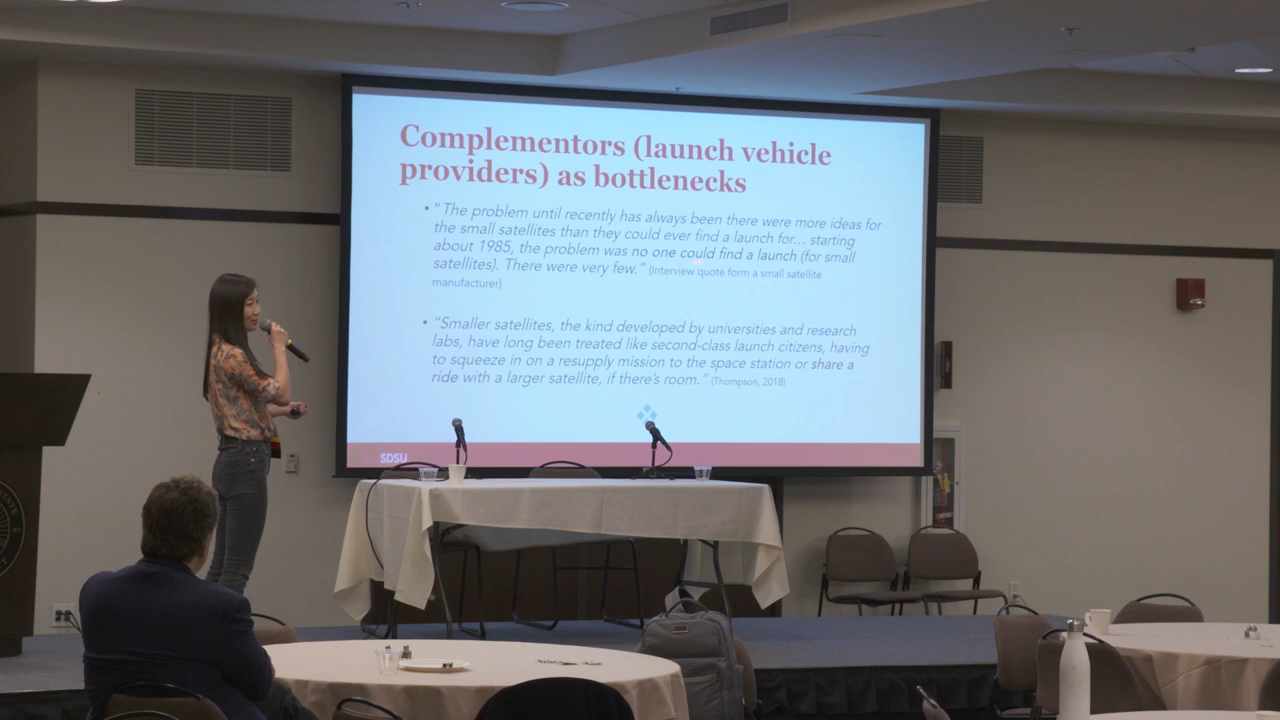 Complementors (launch vehicle
providers) as bottlenecks
• " The problem until recently has always been there were more ideas for
the small satellites than they could ever find a launch for... starting
about 1985, the problem was no one could find a launch (for small
satellites). There were very few." (Interview quote form a small satellite
manufacturer)
• "Smaller satellites, the kind developed by universities and research
labs, have long been treated like second-class launch citizens, having
to squeeze in on a resupply mission to the space station or share a
ride with a larger satellite, if there's room." (Thompson, 2018)
SDSU